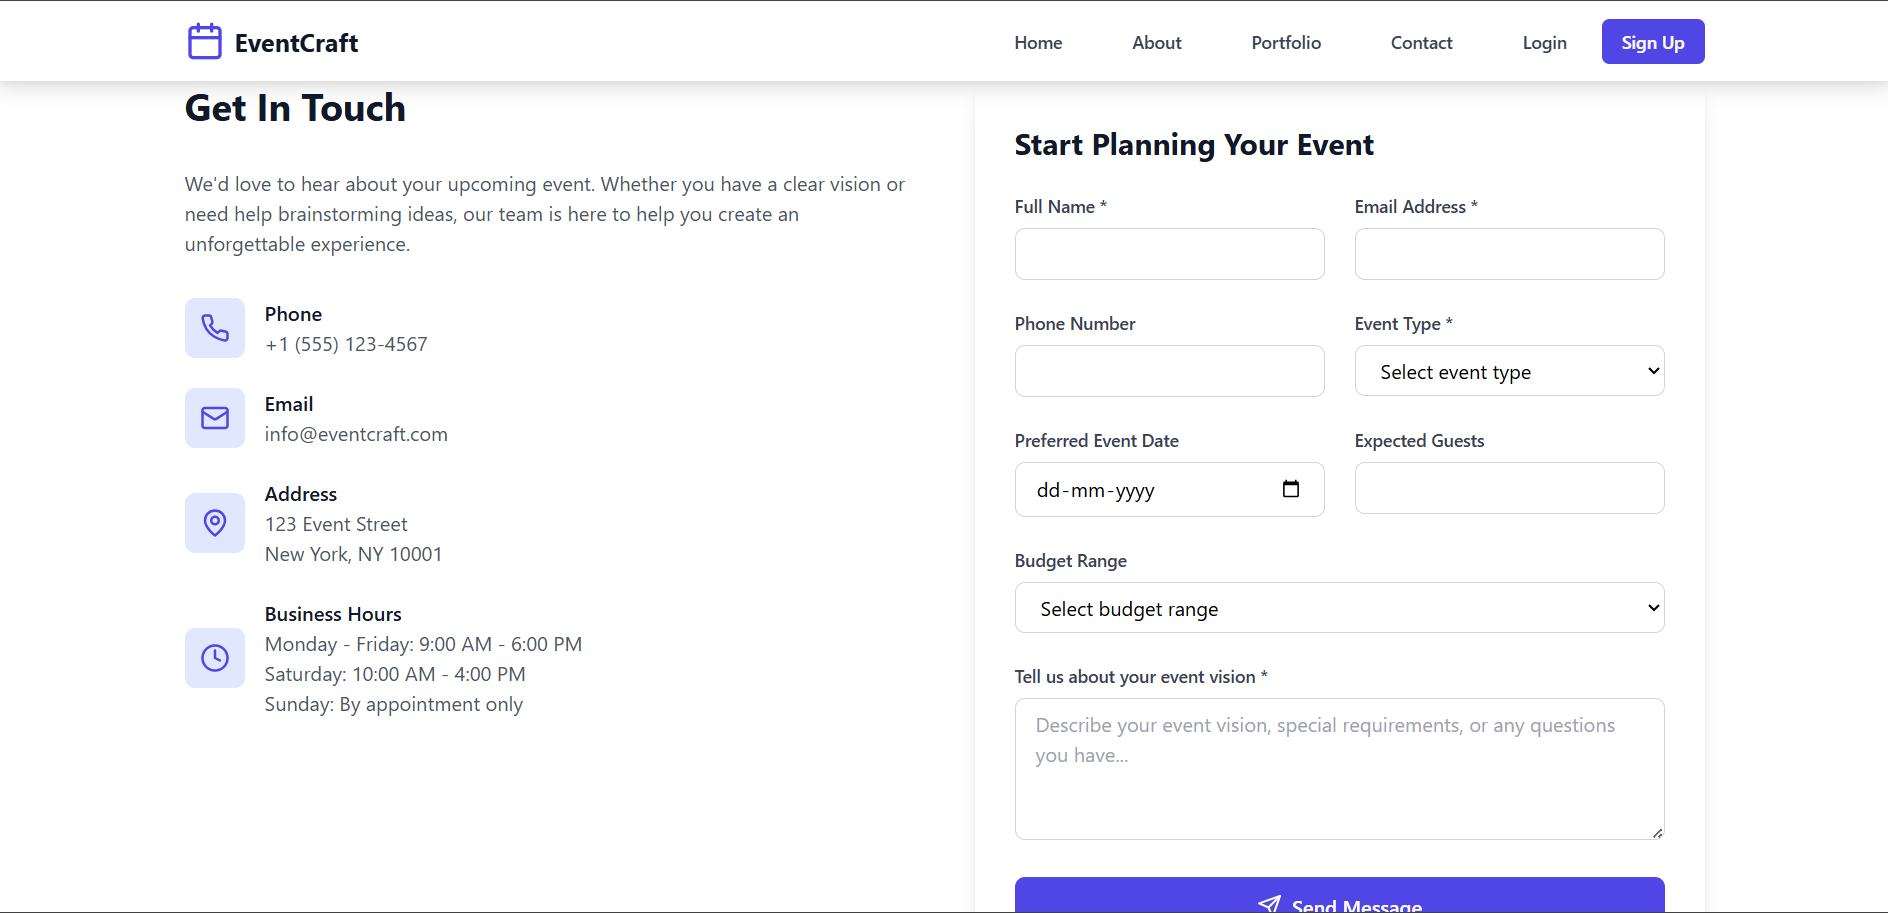 EventCraft
Home
About
Portfolio
Contact
Login
Sign Up
Get In Touch
We'd love to hear about your upcoming event. Whether you have a clear vision or
need help brainstorming ideas, our team is here to help you create an
unforgettable experience.
Phone
+1 (555) 123-4567
Email
info@eventcraft.com
Address
123 Event Street
New York, NY 10001
Business Hours
Monday - Friday: 9:00 AM - 6:00 PM
Saturday: 10:00 AM - 4:00 PM
Sunday: By appointment only
Start Planning Your Event
Full Name *
Email Address *
Phone Number
Event Type *
Select event type
Preferred Event Date
Expected Guests
dd-mm-yyyy
Budget Range
Select budget range
Tell us about your event vision *
Describe your event vision, special requirements, or any questions
you have...
Send Message